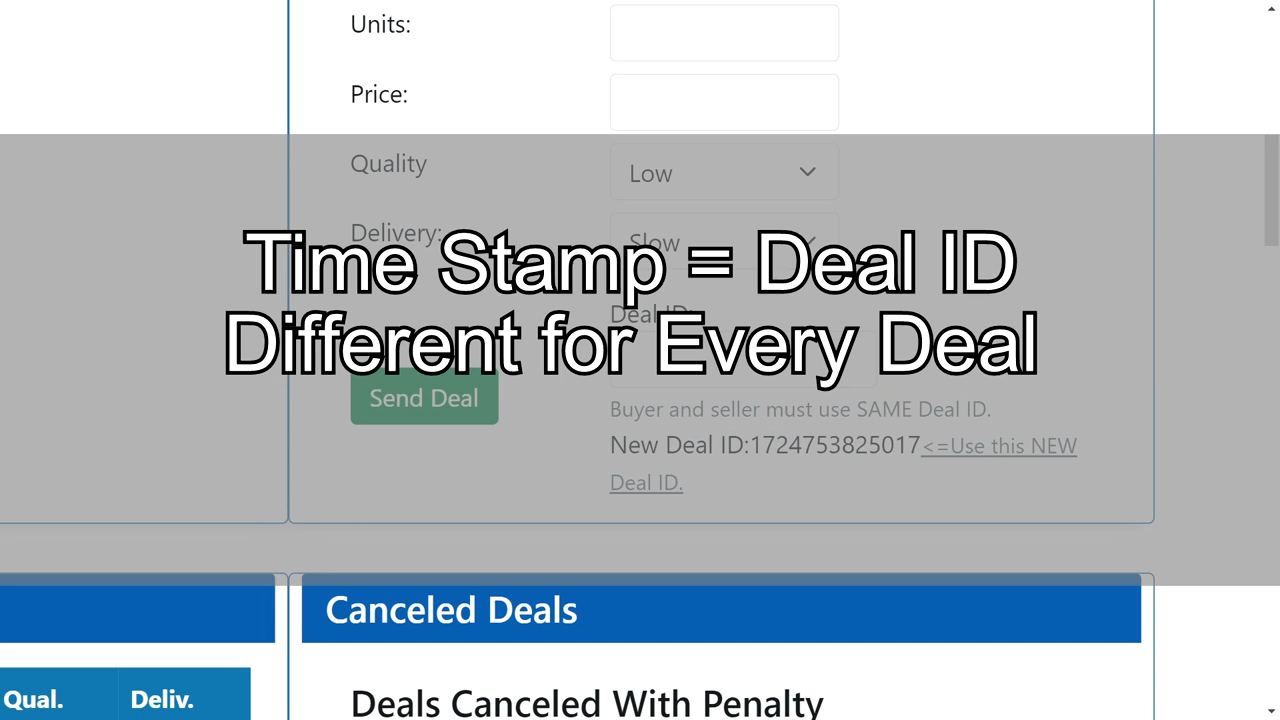 Units:
Price:
Quality
Low
Delivery:
Slow
Time Stamp = Deal ID
Deal ID:
Different for Every Deal
Send Deal
Buyer and seller must use SAME Deal ID.
New Deal ID:1724753825017<=Use this NEW
Deal ID.
Canceled Deals
Qual.
Deliv.
Deals Canceled With Penalty